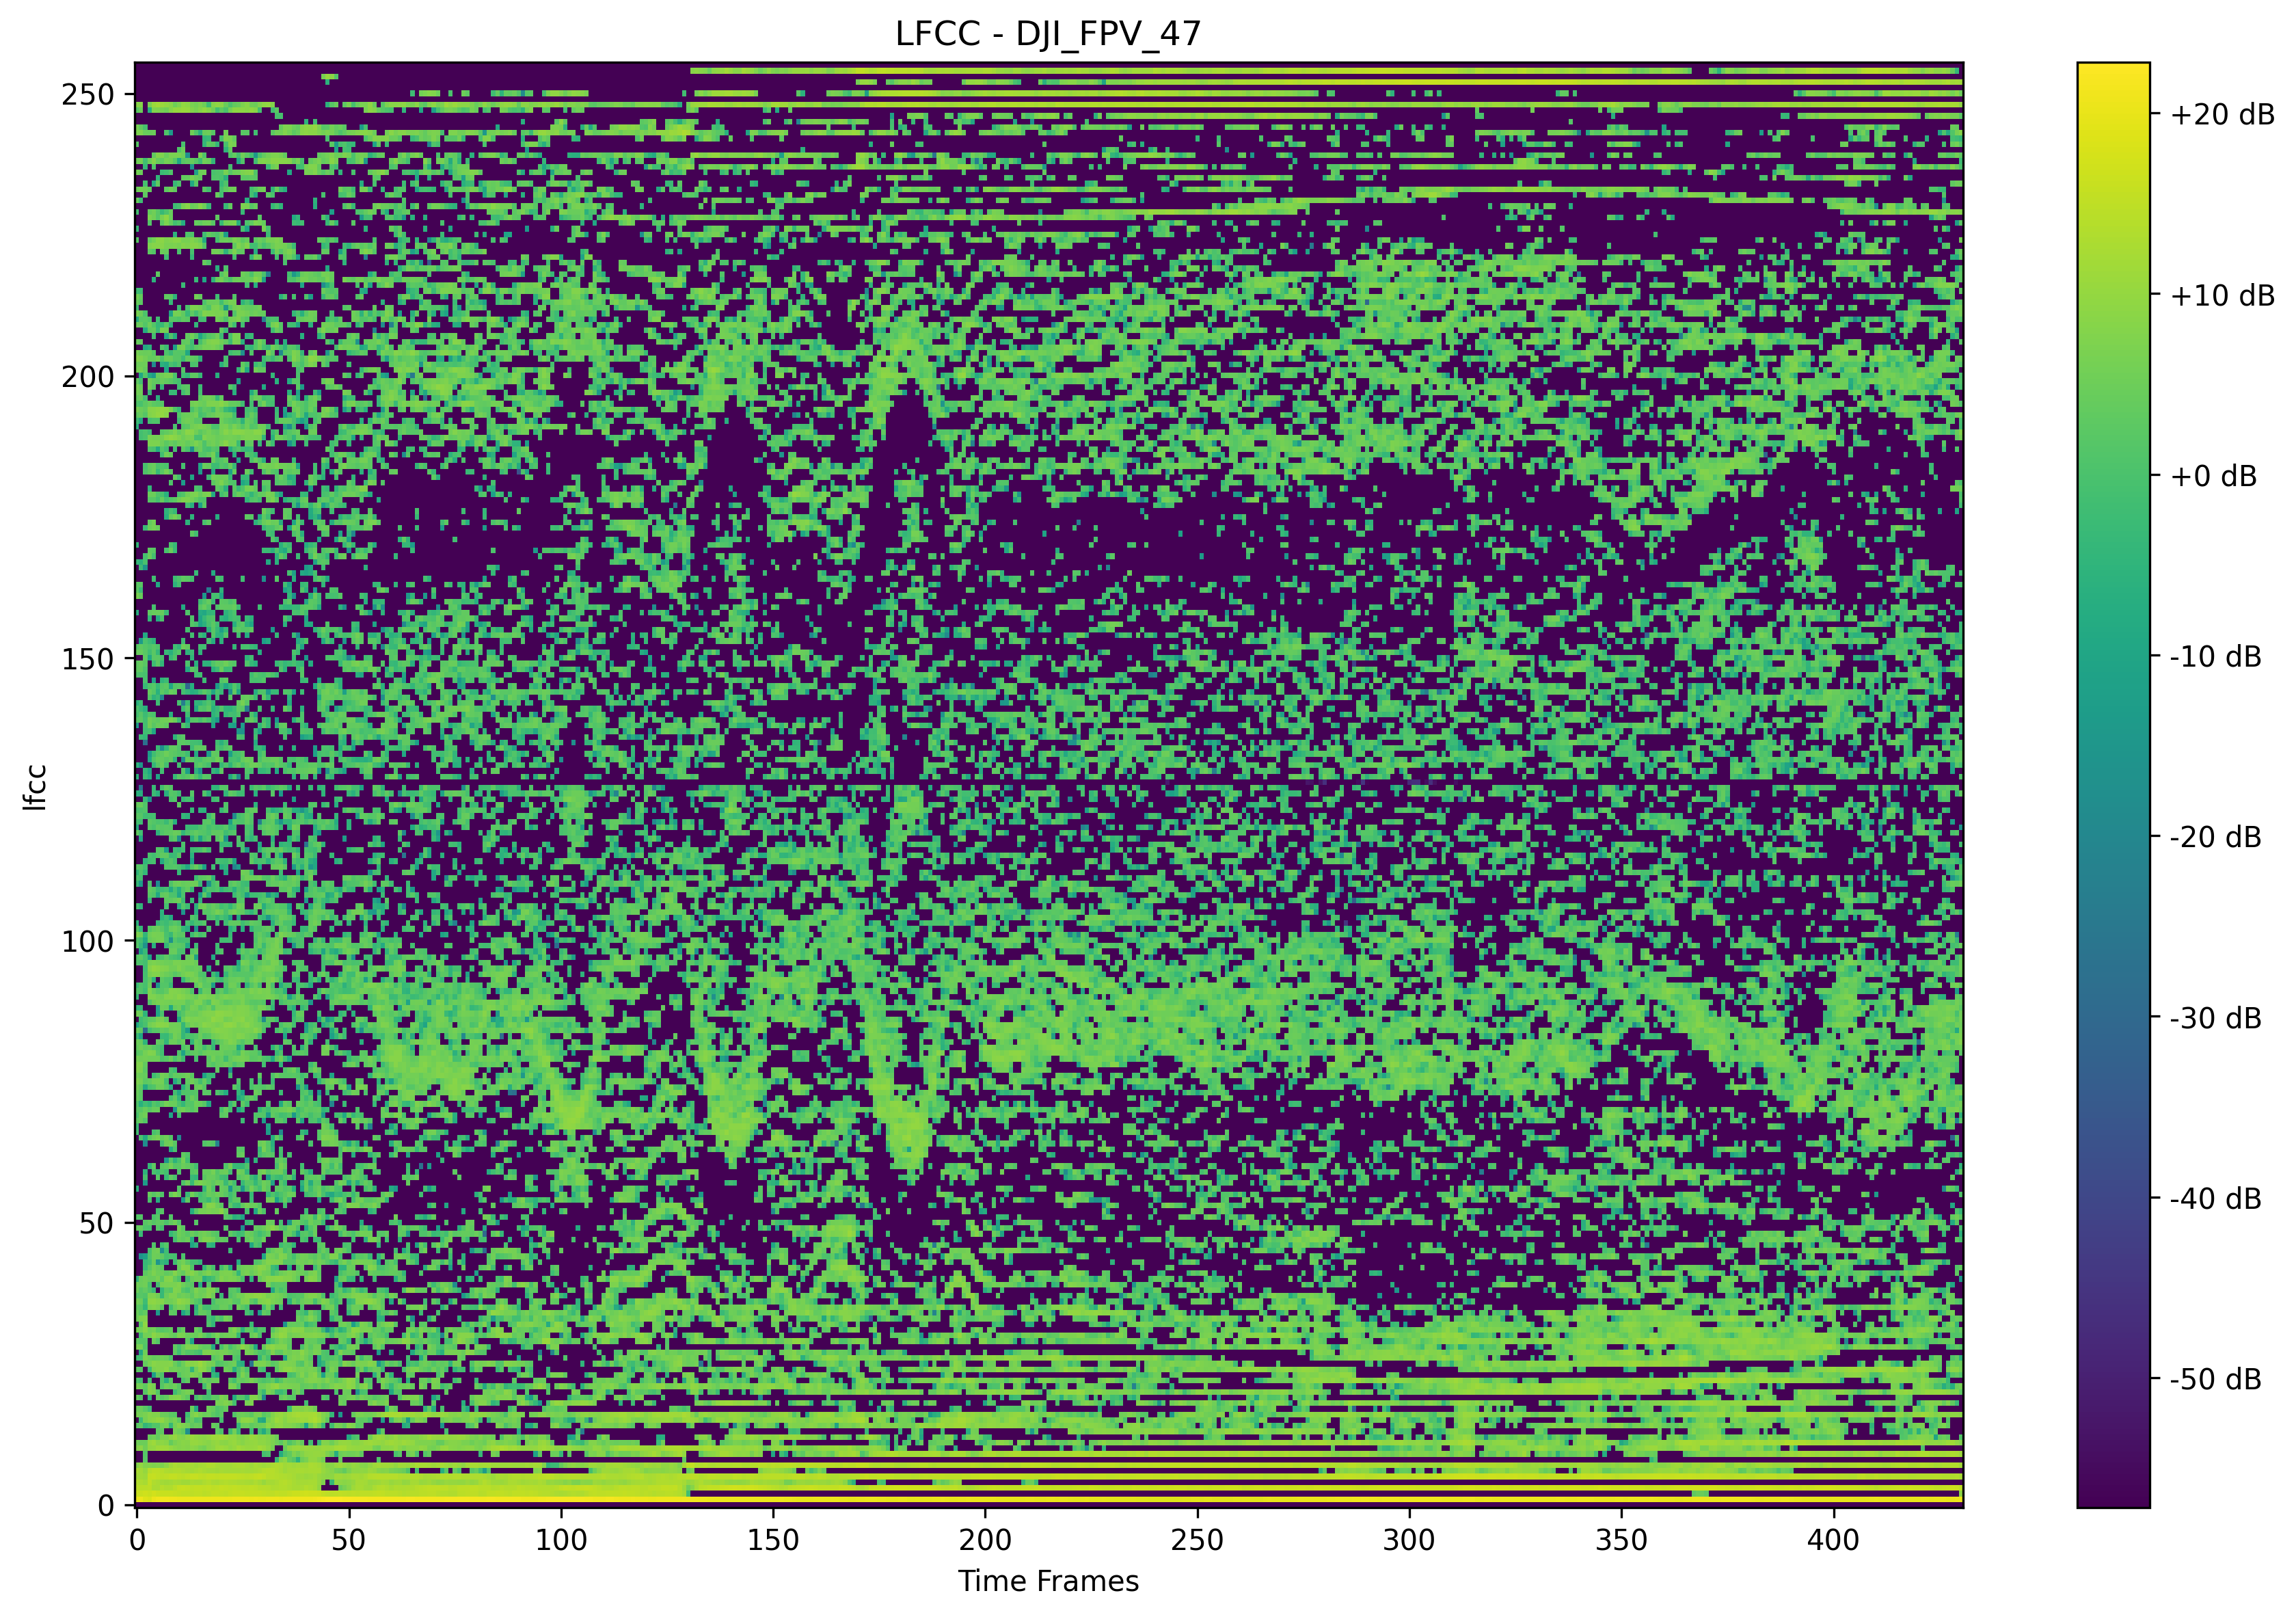 LFCC - DJI_FPV_47
250
200
150
100
50
0
lfcc
0 50 100 150 200 250 300 350 400
Time Frames
+20 dB
+10 dB
+0 dB
-10 dB
-20 dB
-30 dB
-40 dB
-50 dB